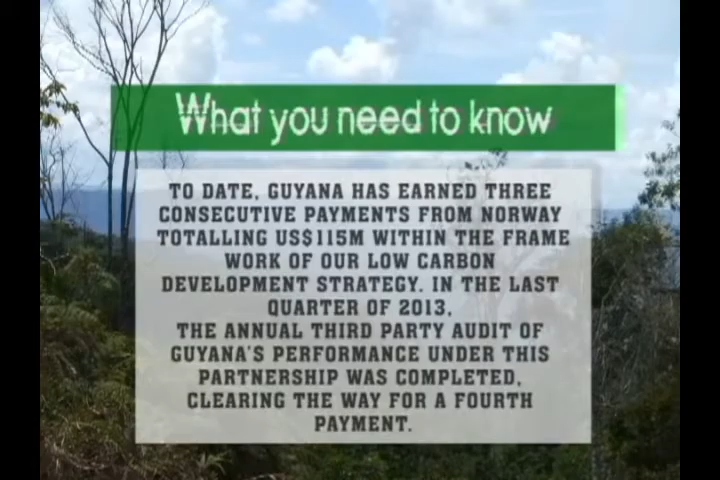 What you need to know
TO DATE, GUYANA HAS EARNED THREE
CONSECUTIVE PAYMENTS FROM NORWAY
TOTALLING US$115M WITHIN THE FRAME
WORK OF OUR LOW CARBON
DEVELOPMENT STRATEGY. IN THE LAST
QUARTER OF 2013,
THE ANNUAL THIRD PARTY AUDIT OF
GUYANA'S PERFORMANCE UNDER THIS
PARTNERSHIP WAS COMPLETED,
CLEARING THE WAY FOR A FOURTH
PAYMENT.